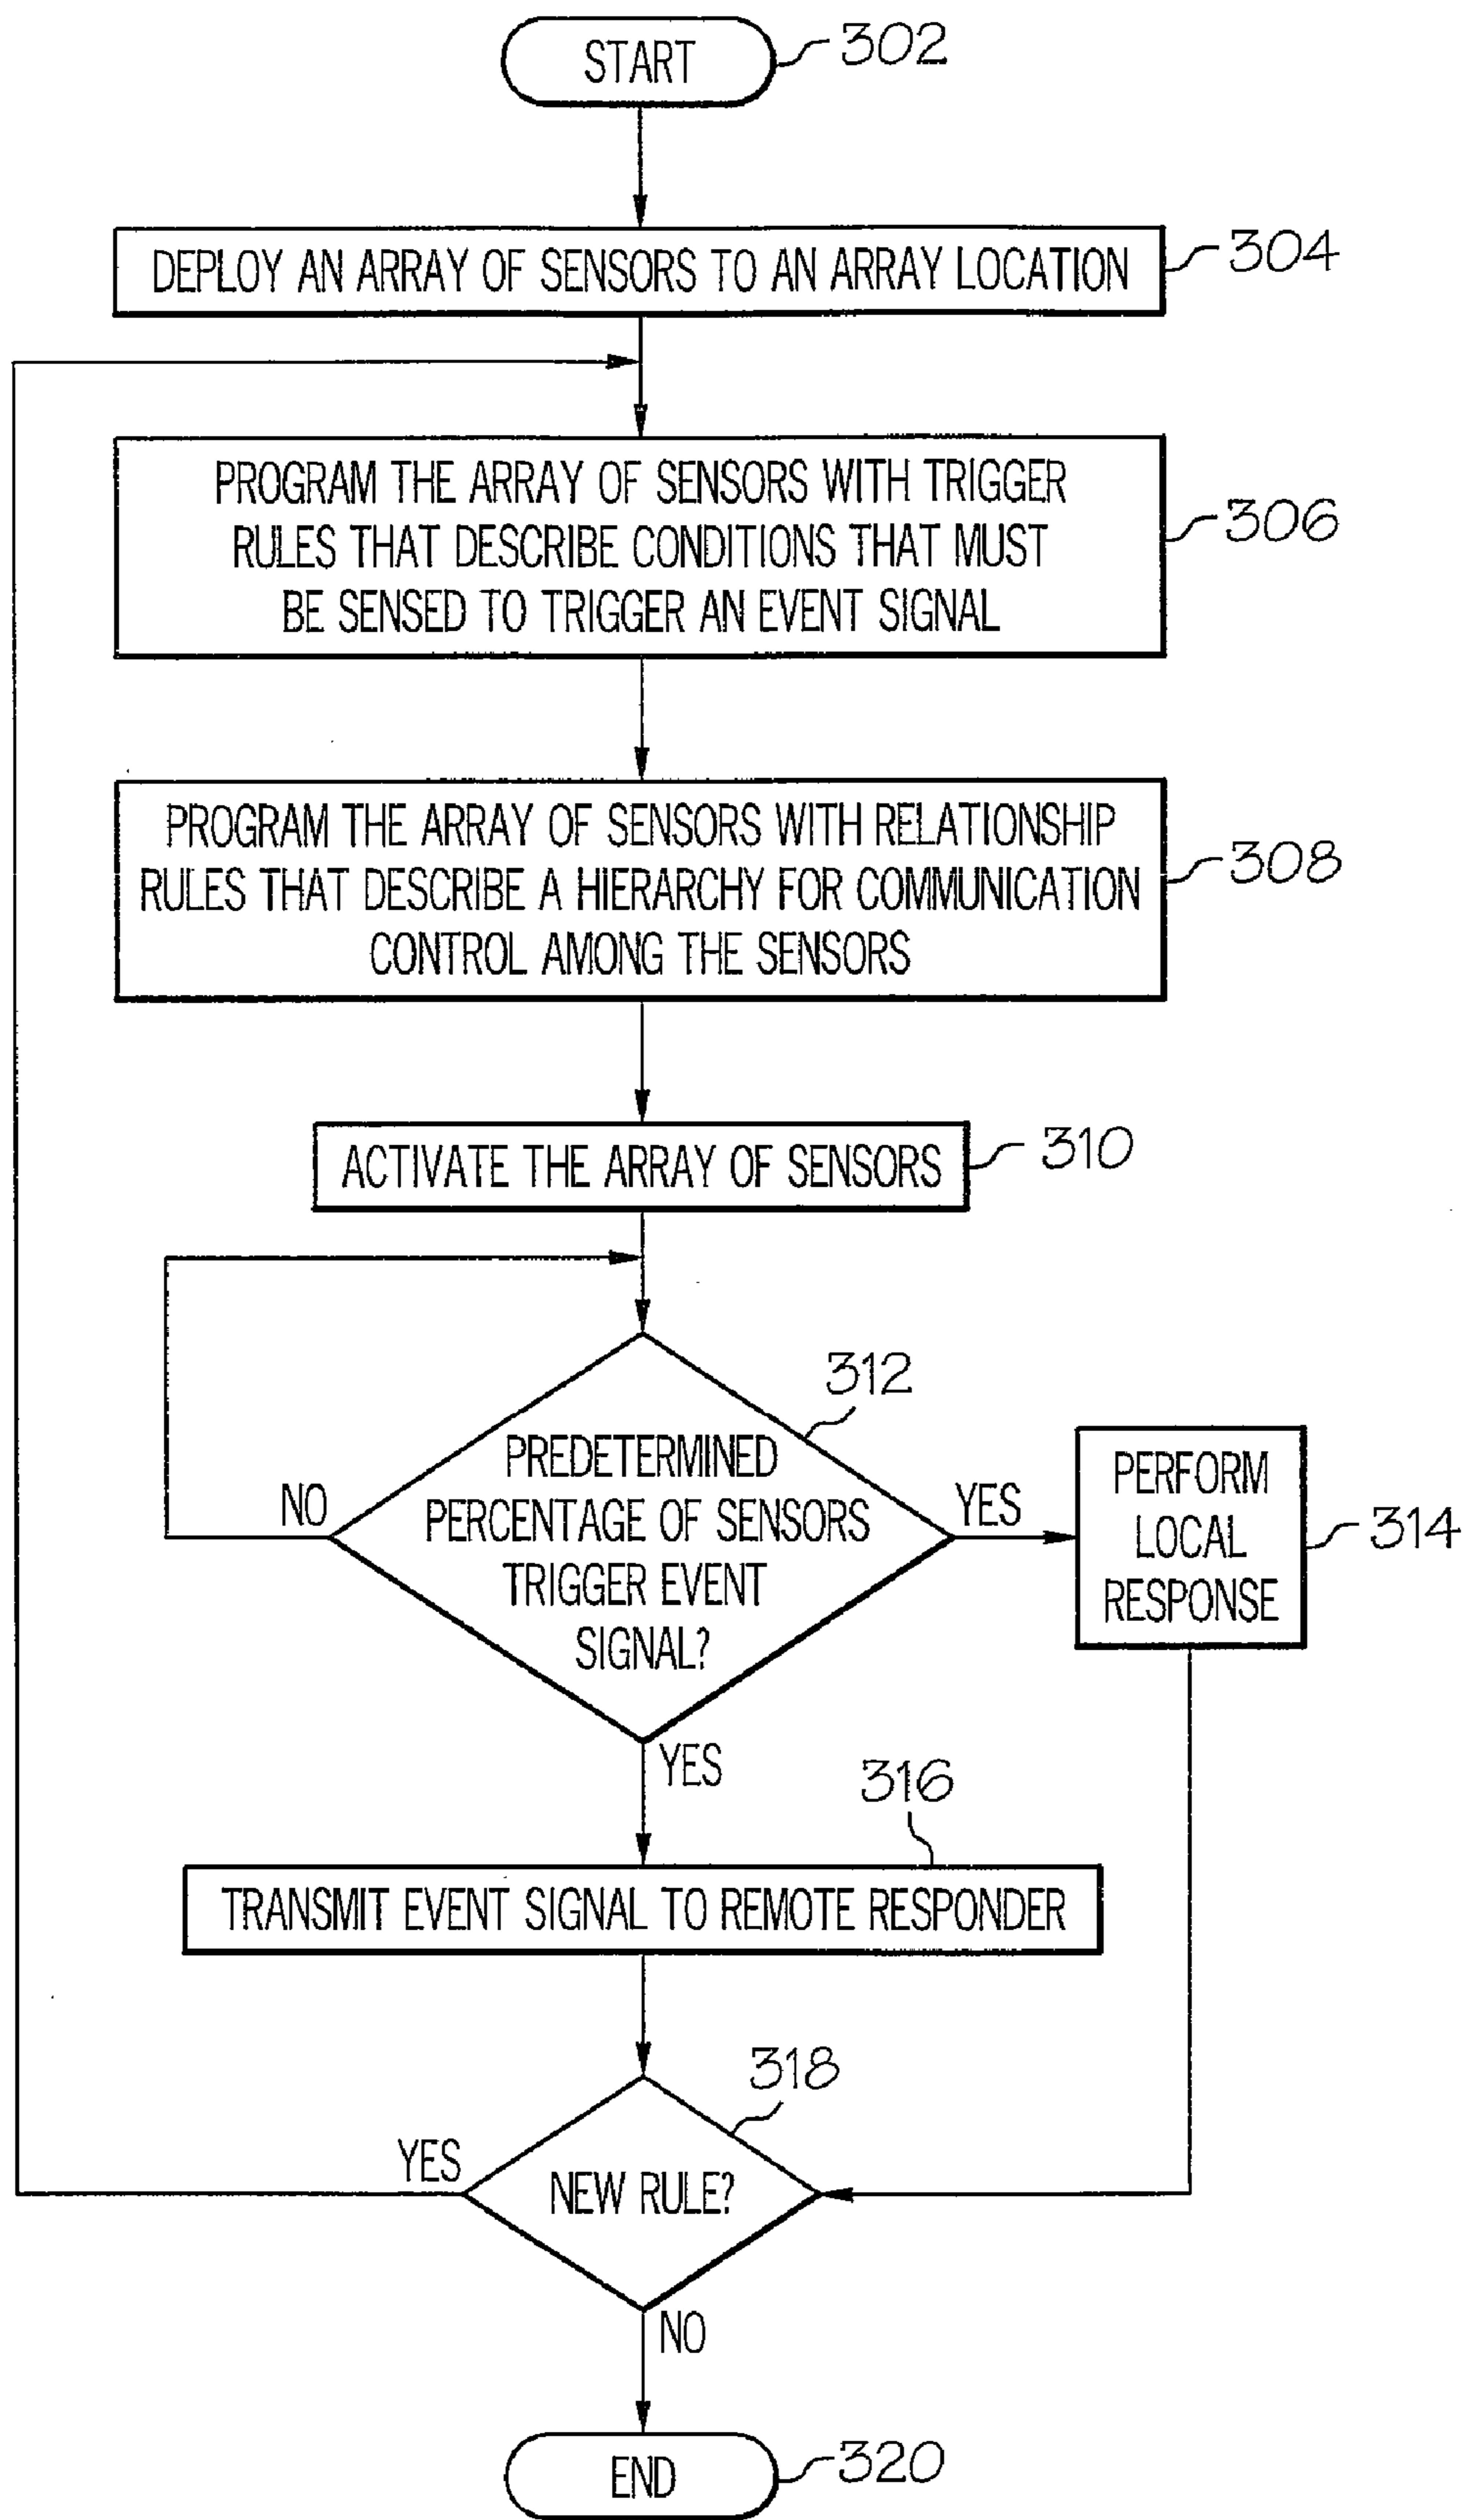 START
302
DEPLOY AN ARRAY OF SENSORS TO AN ARRAY LOCATION
304
PROGRAM THE ARRAY OF SENSORS WITH TRIGGER
RULES THAT DESCRIBE CONDITIONS THAT MUST
BE SENSED TO TRIGGER AN EVENT SIGNAL
306
PROGRAM THE ARRAY OF SENSORS WITH RELATIONSHIP
RULES THAT DESCRIBE A HIERARCHY FOR COMMUNICATION
CONTROL AMONG THE SENSORS
308
ACTIVATE THE ARRAY OF SENSORS
310
312
PREDETERMINED
PERCENTAGE OF SENSORS
TRIGGER EVENT
SIGNAL?
NO
YES
PERFORM
LOCAL
RESPONSE
314
YES
316
TRANSMIT EVENT SIGNAL TO REMOTE RESPONDER
318
YES
NEW RULE?
NO
END
320